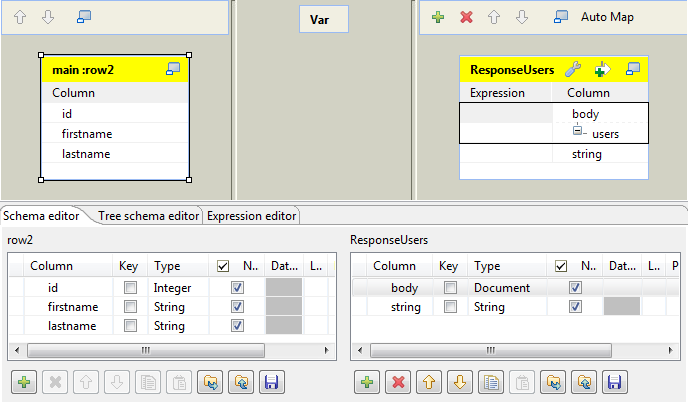 Var
Auto Map
main :row2
Column
id
firstname
lastname
ResponseUsers
Expression Column
body
users
string
Schema editor Tree schema editor Expression editor
row2
Column Key Type N.. Dat... L..
id Integer
firstname String
lastname String
ResponseUsers
Column Key Type N.. Dat... L... P
body Document
string String